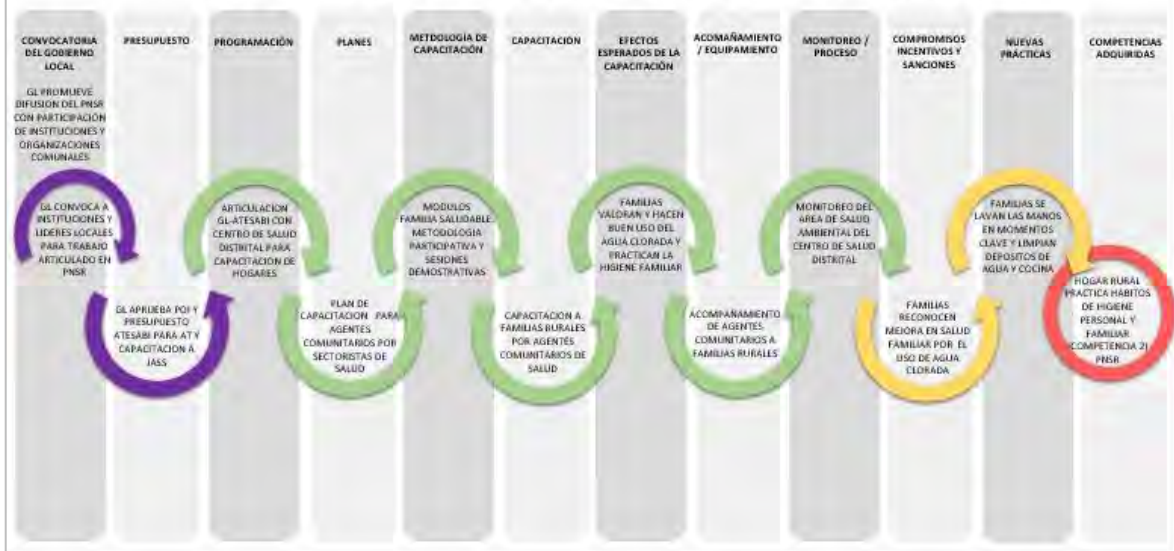 CONVOCATORIA
DEL GOBIERNO
LOCAL
PRESUPUESTO
PROGRAMACIÓN
PLANES
METDOLOGIA DE
CAPACITACIÓN
CAPACITACIÓN
EFECTOS
ESPERADOS DE LA
CAPACITACIÓN
ACOMAÑAMIENTO
/ EQUIPAMIENTO
MONITOREO /
PROCESO
COMPROMISOS
INCENTIVOS Y
SANCIONES
NUEVAS
PRÁCTICAS
COMPETENCIAS
ADQUIRIDAS
GL PROMUEVE
DIFUSION DEL PNSR
CON PARTICIPACIÓN
DE INSTITUCIONES Y
ORGANIZACIONES
COMUNALES
GL CONVOCA A
INSTITUCIONES Y
LIDERES LOCALES
PARA TRABAJO
ARTICULADO EN
PNSR
GL APRUEBA POI Y
PRESUPUESTO
ATESABI PARA AT Y
CAPACITACION A
JASS
ARTICULACION
GL-ATESABI CON
CENTRO DE SALUD
DISTRITAL PARA
CAPACITACION DE
HOGARES
PLAN DE
CAPACITACION PARA
AGENTES
COMUNITARIOS POR
SECTORISTAS DE
SALUD
MODULOS
FAMILIA SALUDABLE.
METODOLOGIA
PARTICIPATIVA Y
SESIONES
DEMOSTRATIVAS
CAPACITACION A
FAMILIAS RURALES
POR AGENTES
COMUNITARIOS DE
SALUD
FAMILIAS
VALORAN Y HACEN
BUEN USO DEL
AGUA CLORADA Y
PRACTICAN LA
HIGIENE FAMILIAR
ACOMPAÑAMIENTO
DE AGENTES
COMUNITARIOS A
FAMILIAS RURALES
MONITOREO DEL
AREA DE SALUD
AMBIENTAL DEL
CENTRO DE SALUD
DISTRITAL
FAMILIAS
RECONOCEN
MEJORA EN SALUD
FAMILIAR POR EL
USO DE AGUA
CLORADA
FAMILIAS SE
LAVAN LAS MANOS
EN MOMENTOS
CLAVE Y LIMPIAN
DEPOSITOS DE
AGUA Y COCINA
HOGAR RURAL
PRACTICA HABITOS
DE HIGIENE
PERSONAL Y
FAMILIAR
(COMPETENCIA 2)
PNSR